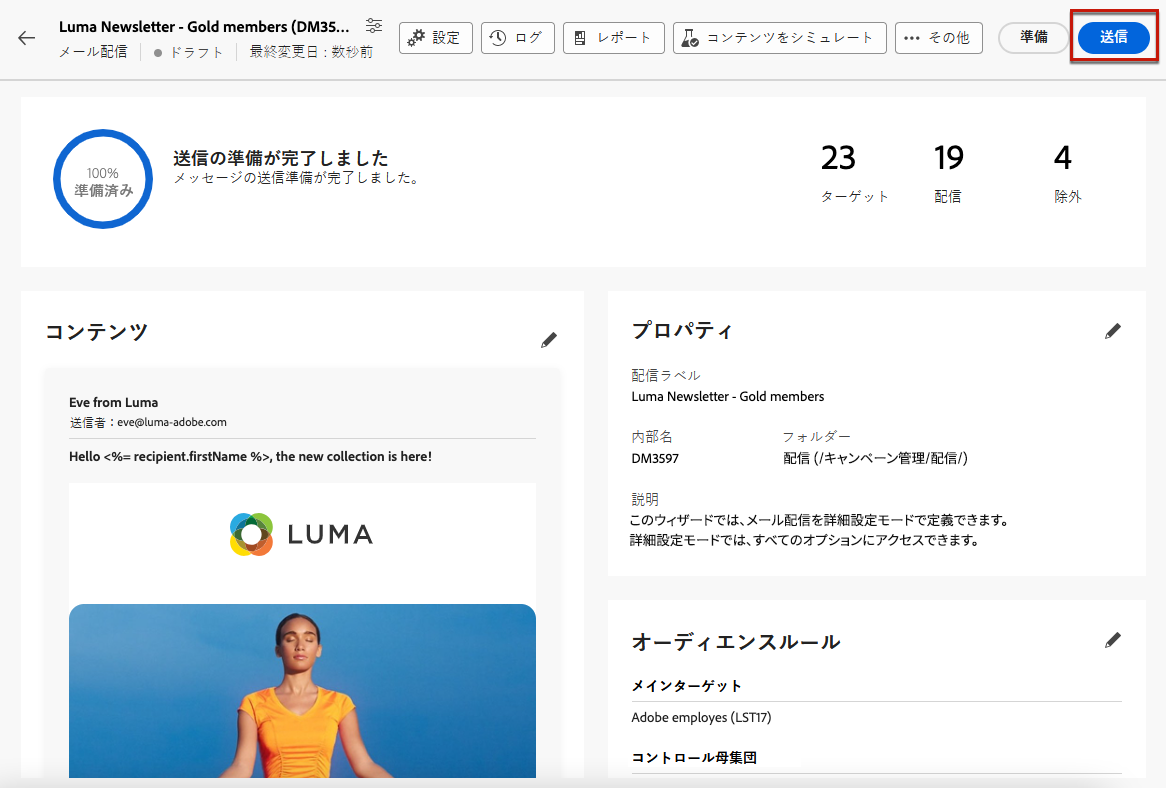 Luma Newsletter - Gold members (DM35...
メール配信 ドラフト 最終変更日：数秒前
設定
ログ
レポート
コンテンツをシミュレート
その他
準備
送信
100%
準備済み
送信の準備が完了しました
メッセージの送信準備が完了しました。
23
ターゲット
19
配信
4
除外
コンテンツ
Eve from Luma
送信者：eve@luma-adobe.com
Hello <%= recipient.firstName %>, the new collection is here!
LUMA
プロパティ
配信ラベル
Luma Newsletter - Gold members
内部名
DM3597
フォルダー
配信 (/キャンペーン管理/配信/)
説明
このウィザードでは、メール配信を詳細設定モードで定義できます。
詳細設定モードでは、すべてのオプションにアクセスできます。
オーディエンスルール
メインターゲット
Adobe employes (LST17)
コントロール母集団